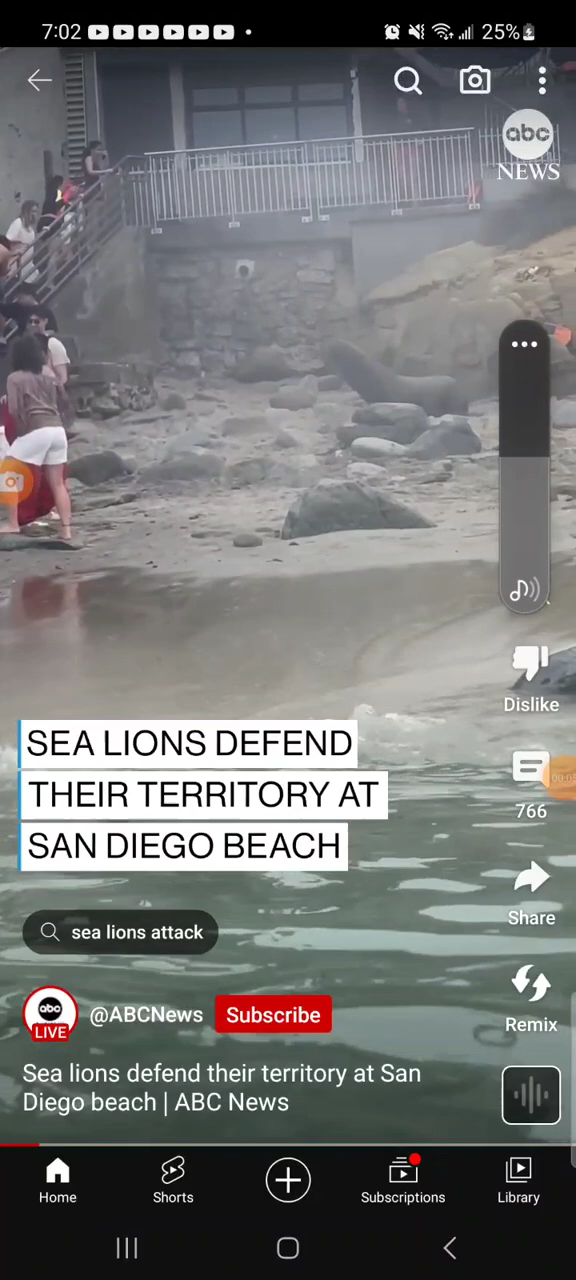 7:02
25%
abc
NEWS
SEA LIONS DEFEND
THEIR TERRITORY AT
SAN DIEGO BEACH
Dislike
766
Share
Remix
sea lions attack
abc
LIVE
@ABCNews
Subscribe
Sea lions defend their territory at San
Diego beach | ABC News
Home
Shorts
Subscriptions
Library